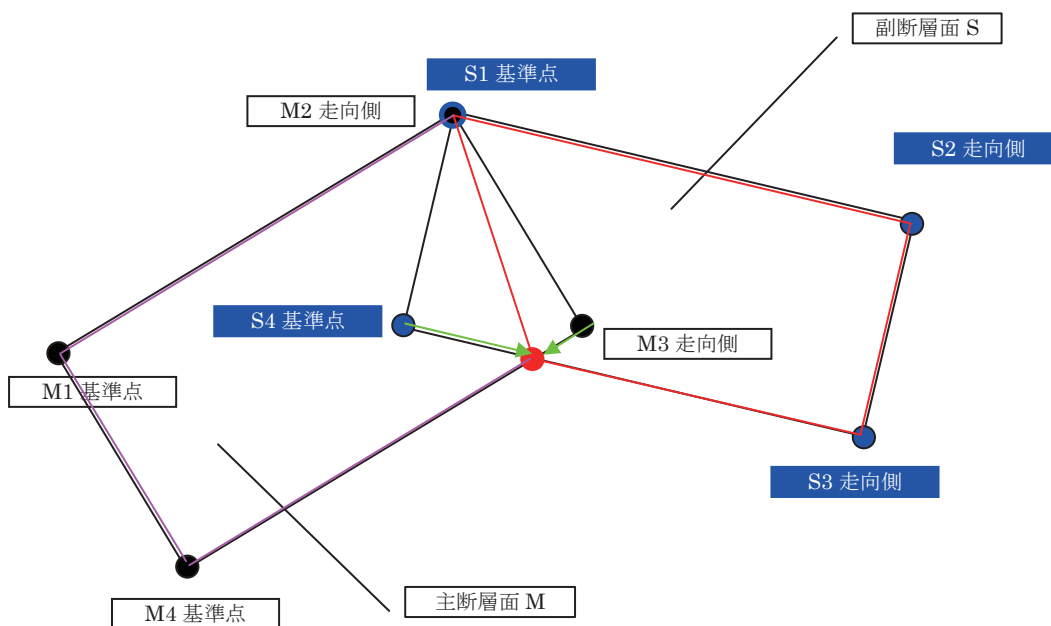 副断層面 S
S1 基準点
M2 走向側
S2 走向側
S4 基準点
M3 走向側
M1 基準点
S3 走向側
主断層面 M
M4 基準点